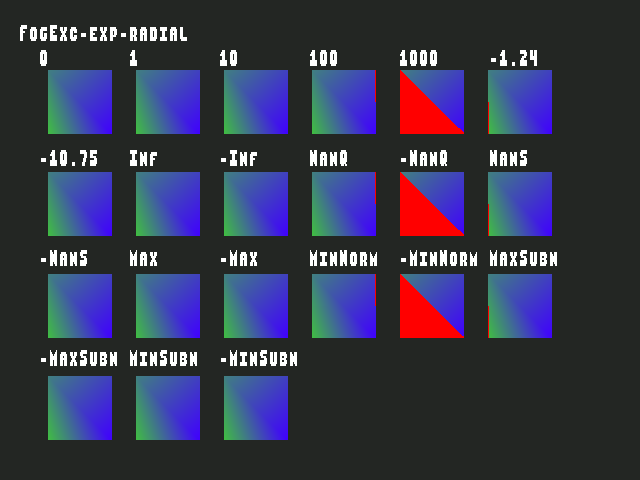 FogExc-exp-radial
0 1 10 100 1000 -1.24
-10.75 Inf -Inf NanQ -NanQ NanS
-NanS Max -Max MinNorm -MinNorm MaxSubN
-MaxSubN MinSubN -MinSubN